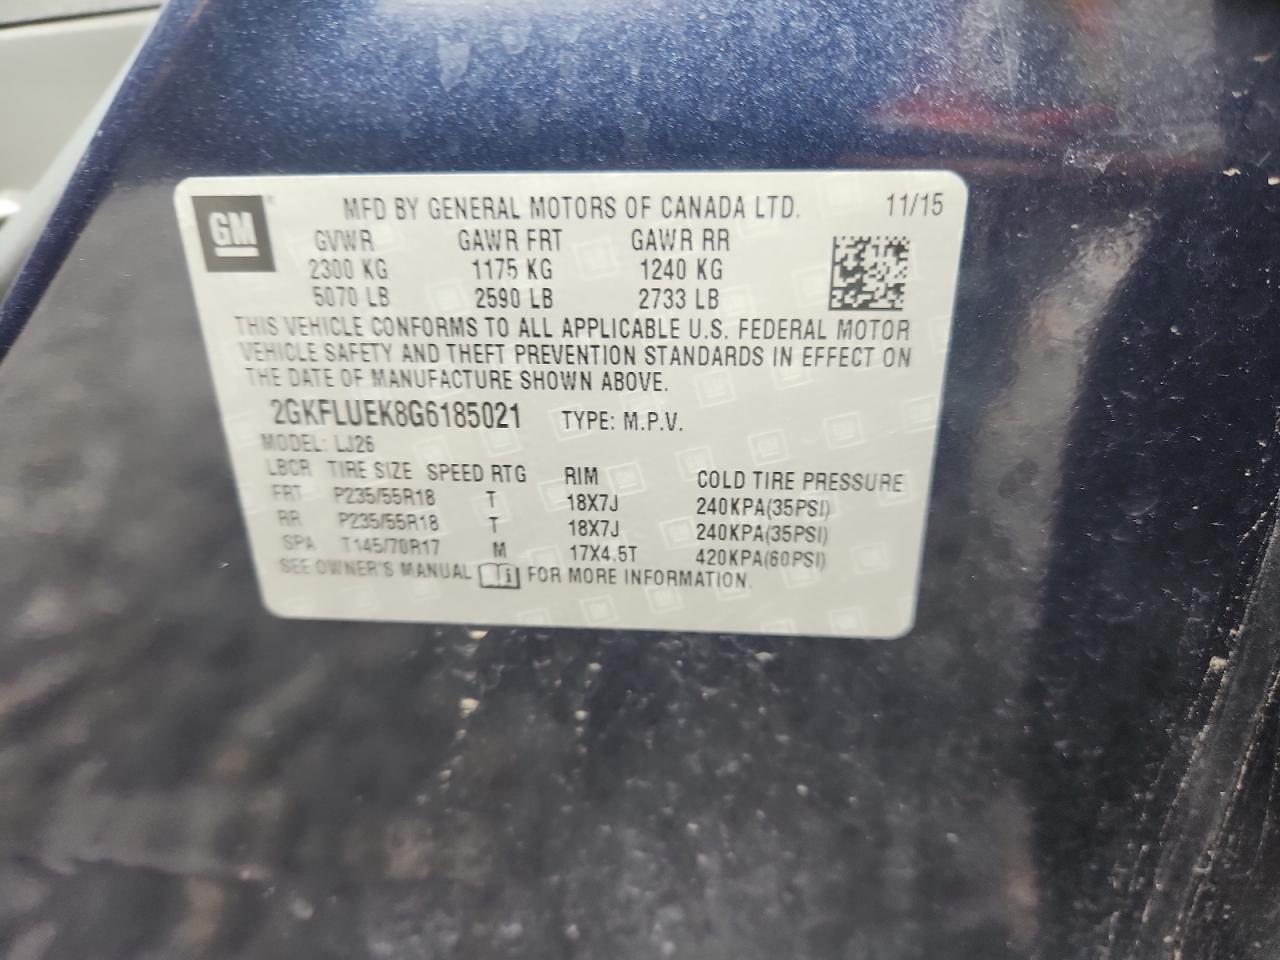 GM
MFD BY GENERAL MOTORS OF CANADA LTD. 11/15
GVWR GAWR FRT GAWR RR
2300 KG 1175 KG 1240 KG
5070 LB 2590 LB 2733 LB
THIS VEHICLE CONFORMS TO ALL APPLICABLE U.S. FEDERAL MOTOR
VEHICLE SAFETY AND THEFT PREVENTION STANDARDS IN EFFECT ON
THE DATE OF MANUFACTURE SHOWN ABOVE.
2GKFLUEK8G6185021 TYPE: M.P.V.
MODEL: LJ26
LBCR TIRE SIZE SPEED RTG RIM COLD TIRE PRESSURE
FRT P235/55R18 T 18X7J 240KPA(35PSI)
RR P235/55R18 T 18X7J 240KPA(35PSI)
SPA T145/70R17 M 17X4.5T 420KPA(60PSI)
SEE OWNER'S MANUAL FOR MORE INFORMATION.